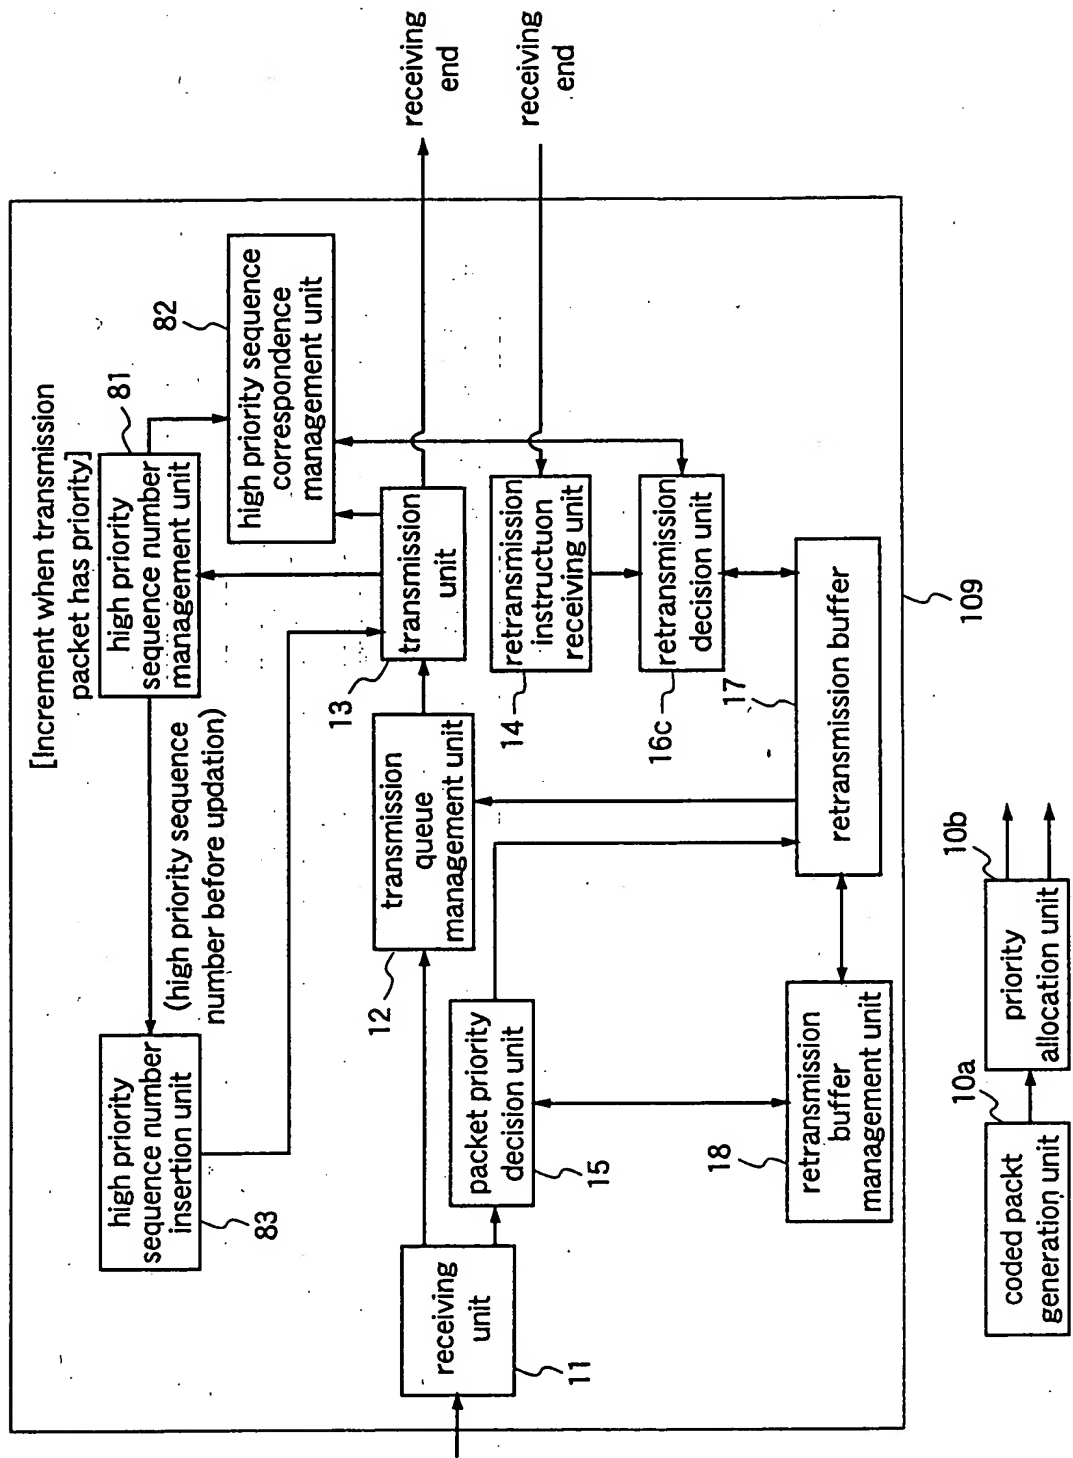 [Increment when transmission
packet has priority]
81
high priority
sequence number
management unit
82
high priority sequence
correspondence
management unit
(high priority sequence
number before updation)
high priority
sequence number
insertion unit
83
receiving
end
receiving
end
receiving
unit
11
12
transmission
queue
management unit
13
transmission
unit
packet priority
decision unit
15
14
retransmission
instructuon
receiving unit
16c
retransmission
decision unit
17
retransmission buffer
18
retransmission
buffer
management unit
109
10a
coded packt
generation unit
10b
priority
allocation unit